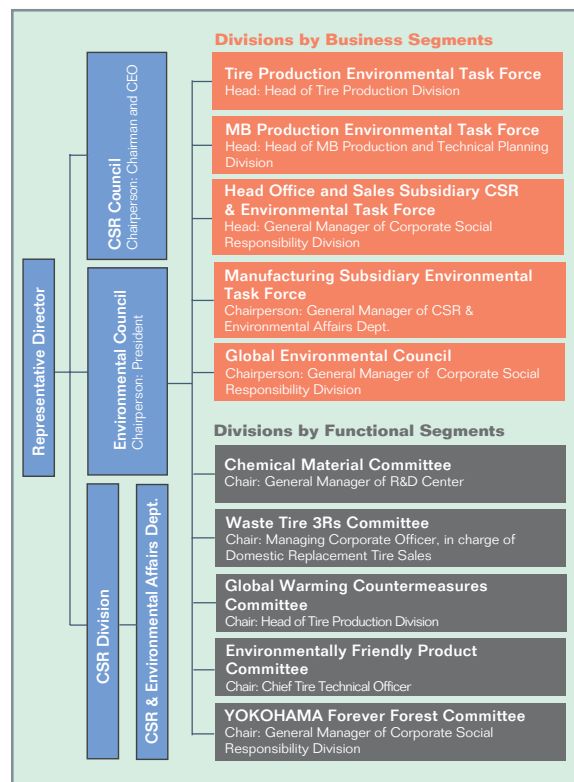 Representative Director
CSR Council
Chairperson: Chairman and CEO
Environmental Council
Chairperson: President
CSR Division
CSR & Environmental Affairs Dept.
Divisions by Business Segments
Tire Production Environmental Task Force
Head: Head of Tire Production Division
MB Production Environmental Task Force
Head: Head of MB Production and Technical Planning
Division
Head Office and Sales Subsidiary CSR
& Environmental Task Force
Head: General Manager of Corporate Social
Responsibility Division
Manufacturing Subsidiary Environmental
Task Force
Chairperson: General Manager of CSR &
Environmental Affairs Dept.
Global Environmental Council
Chairperson: General Manager of Corporate Social
Responsibility Division
Divisions by Functional Segments
Chemical Material Committee
Chair: General Manager of R&D Center
Waste Tire 3Rs Committee
Chair: Managing Corporate Officer, in charge of
Domestic Replacement Tire Sales
Global Warming Countermeasures
Committee
Chair: Head of Tire Production Division
Environmentally Friendly Product
Committee
Chair: Chief Tire Technical Officer
YOKOHAMA Forever Forest Committee
Chair: General Manager of Corporate Social
Responsibility Division